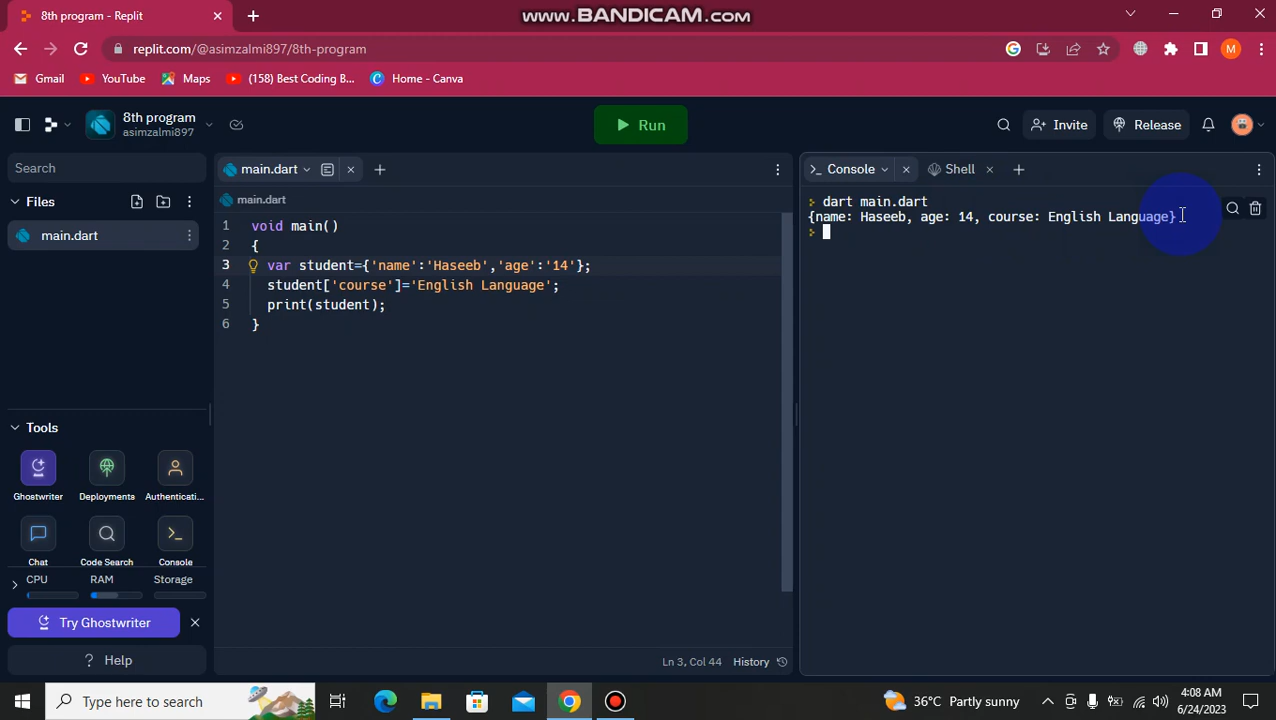 8th program - Replit
www.BANDICAM.com
replit.com/@asimzalmi897/8th-program
M
Gmail
YouTube
Maps
(158) Best Coding B...
Home - Canva
8th program
asimzalmi897
Run
Invite
Release
Search
main.dart
Console
Shell
Files
main.dart
main.dart
1 void main()
2 {
3 var student={'name':'Haseeb','age':'14'};
4 student['course']='English Language';
5 print(student);
6 }
dart main.dart
{name: Haseeb, age: 14, course: English Language}
Tools
Ghostwriter
Deployments
Authenticati...
Chat
Code Search
Console
CPU
RAM
Storage
Try Ghostwriter
? Help
Ln 3, Col 44
History
Type here to search
36°C Partly sunny
4:08 AM
6/24/2023